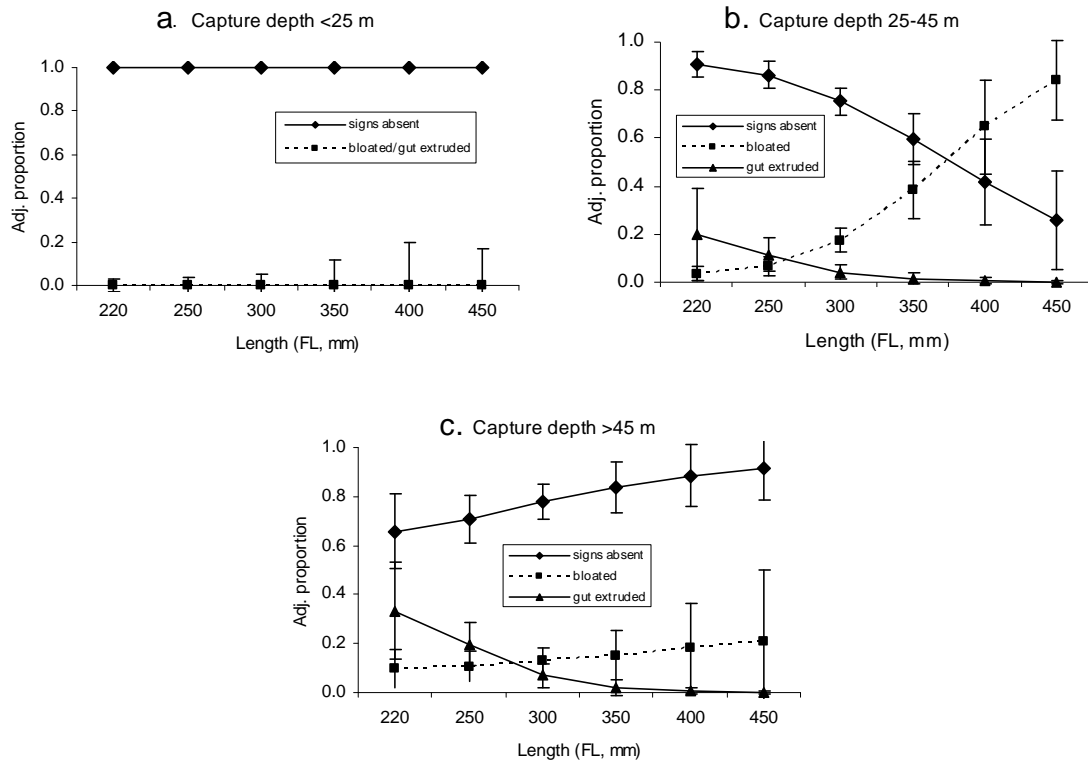 a. Capture depth <25 m
1.0
0.8
0.6
0.4
0.2
0.0
Adj. proportion
signs absent
bloated/gut extruded
220 250 300 350 400 450
Length (FL, mm)
b. Capture depth 25-45 m
1.0
0.8
0.6
0.4
0.2
0.0
Adj. proportion
signs absent
bloated
gut extruded
220 250 300 350 400 450
Length (FL, mm)
c. Capture depth >45 m
1.0
0.8
0.6
0.4
0.2
0.0
Adj. proportion
signs absent
bloated
gut extruded
220 250 300 350 400 450
Length (FL, mm)